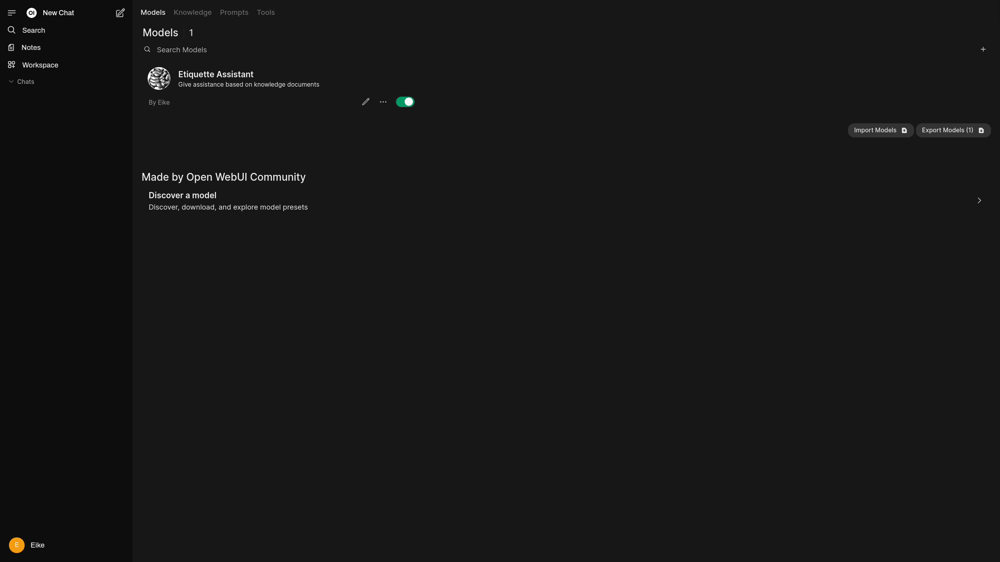 OI New Chat
Search
Notes
Workspace
Chats
Models Knowledge Prompts Tools
Models 1
Search Models
Etiquette Assistant
Give assistance based on knowledge documents
By Eike
Import Models Export Models (1)
Made by Open WebUI Community
Discover a model
Discover, download, and explore model presets
E Eike